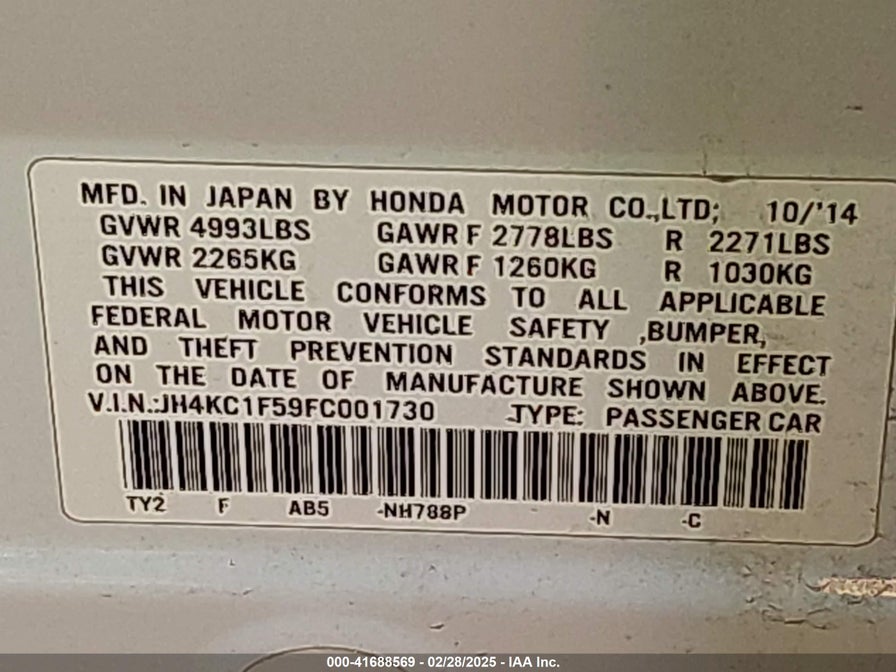 MFD. IN JAPAN BY HONDA MOTOR CO.,LTD; 10/'14
GVWR 4993LBS GAWR F 2778LBS R 2271LBS
GVWR 2265KG GAWR F 1260KG R 1030KG
THIS VEHICLE CONFORMS TO ALL APPLICABLE
FEDERAL MOTOR VEHICLE SAFETY ,BUMPER,
AND THEFT PREVENTION STANDARDS IN EFFECT
ON THE DATE OF MANUFACTURE SHOWN ABOVE.
V.I.N.:JH4KC1F59FC001730 TYPE: PASSENGER CAR
TY2 F AB5 -NH788P -N -C
000-41688569 - 02/28/2025 - IAA Inc.